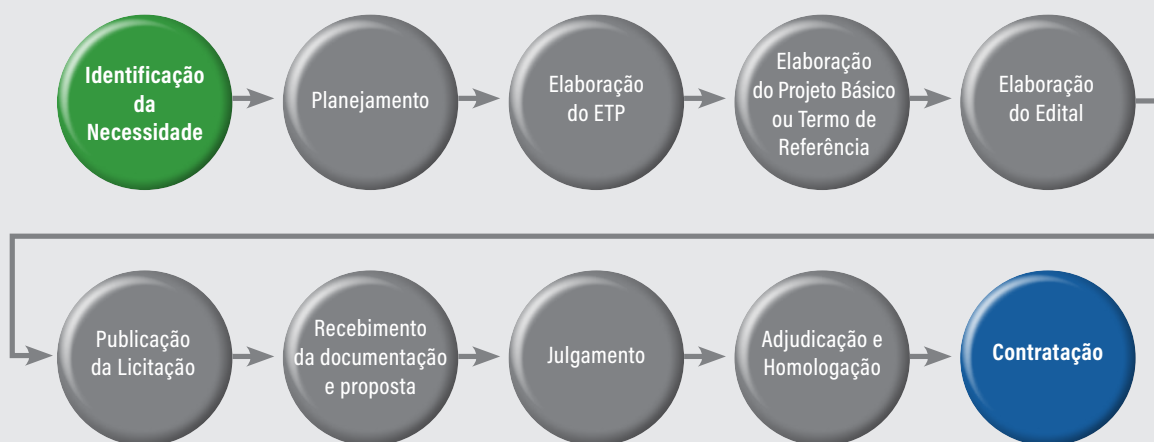 Identificação
da
Necessidade
Planejamento
Elaboração
do ETP
Elaboração
do Projeto Básico
ou Termo de
Referência
Elaboração
do Edital
Publicação
da Licitação
Recebimento
da documentação
e proposta
Julgamento
Adjudicação e
Homologação
Contratação